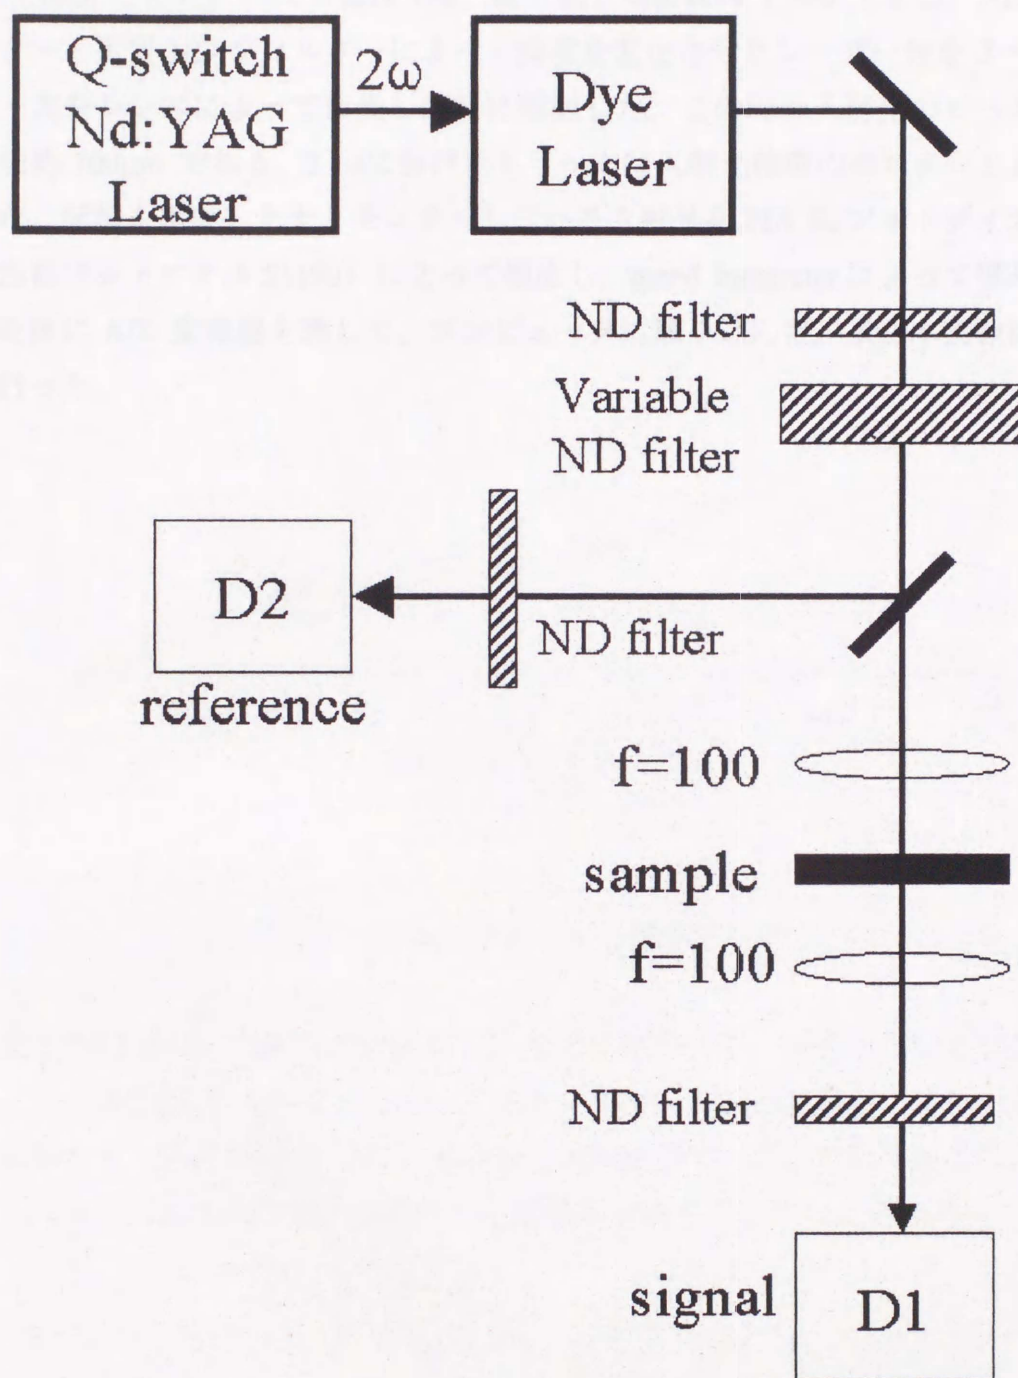 Q-switch
Nd:YAG
Laser
2ω
Dye
Laser
ND filter
Variable
ND filter
D2
ND filter
reference
f=100
sample
f=100
ND filter
signal
D1